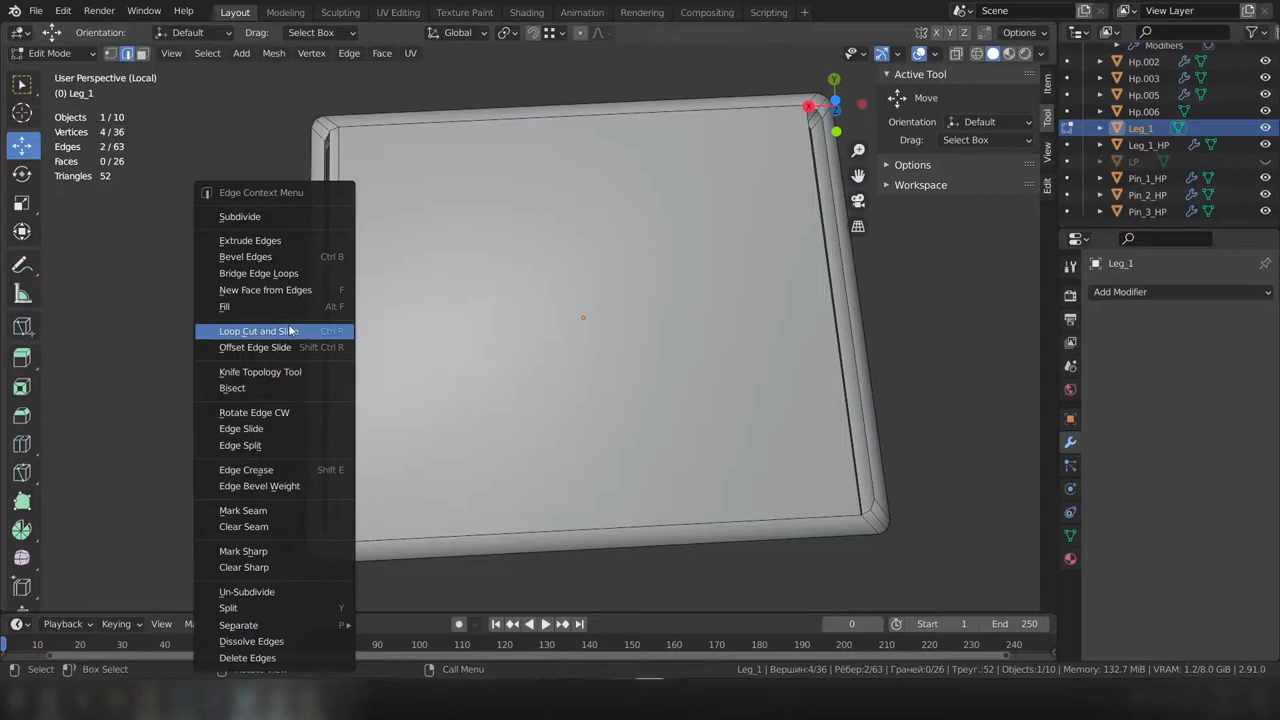 File Edit Render Window Help Layout Modeling Sculpting UV Editing Texture Paint Shading Animation Rendering Compositing Scripting Scene View Layer
Orientation: Default Drag: Select Box Global X Y Z Options
Edit Mode View Select Add Mesh Vertex Edge Face UV
User Perspective (Local)
(0) Leg_1
Objects 1 / 10
Vertices 4 / 36
Edges 2 / 63
Faces 0 / 26
Triangles 52
Edge Context Menu
Subdivide
Extrude Edges
Bevel Edges Ctrl B
Bridge Edge Loops
New Face from Edges F
Fill Alt F
Loop Cut and Slide Ctrl R
Offset Edge Slide Shift Ctrl R
Knife Topology Tool
Bisect
Rotate Edge CW
Edge Slide
Edge Split
Edge Crease Shift E
Edge Bevel Weight
Mark Seam
Clear Seam
Mark Sharp
Clear Sharp
Un-Subdivide
Split Y
Separate P
Dissolve Edges
Delete Edges
Y
X
Z
Active Tool
Move
Orientation Default
Drag: Select Box
Options
Workspace
Item
Tool
View
Edit
Modifiers
Hp.002
Hp.003
Hp.005
Hp.006
Leg_1
Leg_1_HP
LP
Pin_1_HP
Pin_2_HP
Pin_3_HP
Leg_1
Add Modifier
Playback Keying View 0 Start 1 End 250
10 90 100 110 120 130 140 150 160 170 180 190 200 210 220 230 240
Select Box Select Rotate View Call Menu Leg_1 | Вершин:4/36 | Рёбер:2/63 | Граней:0/26 | Треуг.:52 | Objects:1/10 | Memory: 132.7 MiB | VRAM: 1.2/8.0 GiB | 2.91.0